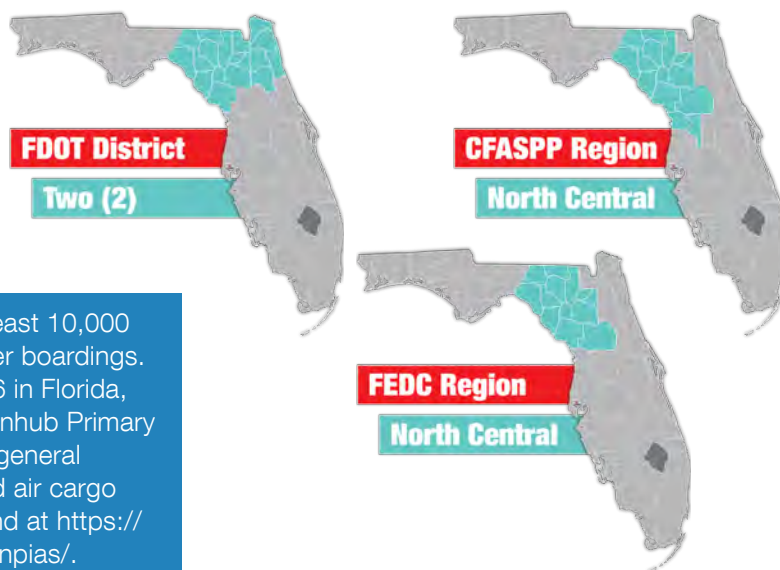 FDOT District
Two (2)
CFASPP Region
North Central
FEDC Region
North Central
east 10,000
er boardings.
6 in Florida,
nhub Primary
general
d air cargo
nd at https://
npias/.